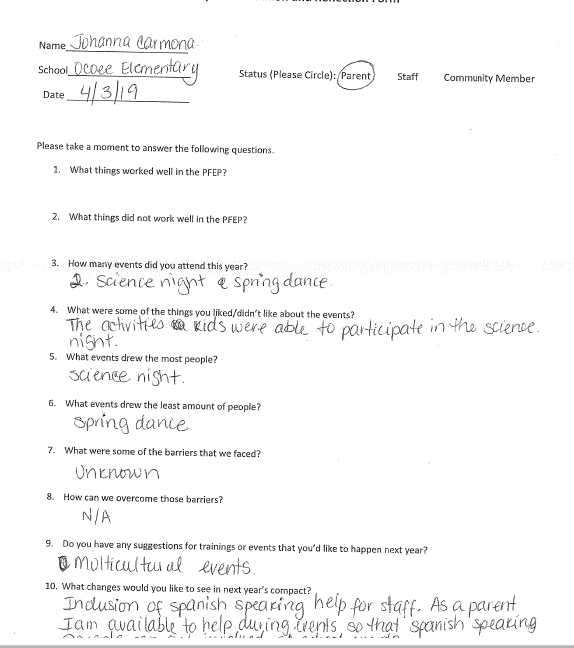 and Reflection Form
Name Johanna Carmona
School Ocoee Elementary
Status (Please Circle): Parent Staff Community Member
Date 4/3/19
Please take a moment to answer the following questions.
1. What things worked well in the PFEP?
2. What things did not work well in the PFEP?
3. How many events did you attend this year?
2. Science night & Spring dance.
4. What were some of the things you liked/didn't like about the events?
The activities kids were able to participate in the science.
night.
5. What events drew the most people?
science night.
6. What events drew the least amount of people?
spring dance
7. What were some of the barriers that we faced?
Unknown
8. How can we overcome those barriers?
N/A
9. Do you have any suggestions for trainings or events that you'd like to happen next year?
Multicultural events.
10. What changes would you like to see in next year's compact?
Inclusion of spanish speaking help for staff. As a parent
I am available to help during events so that spanish speaking